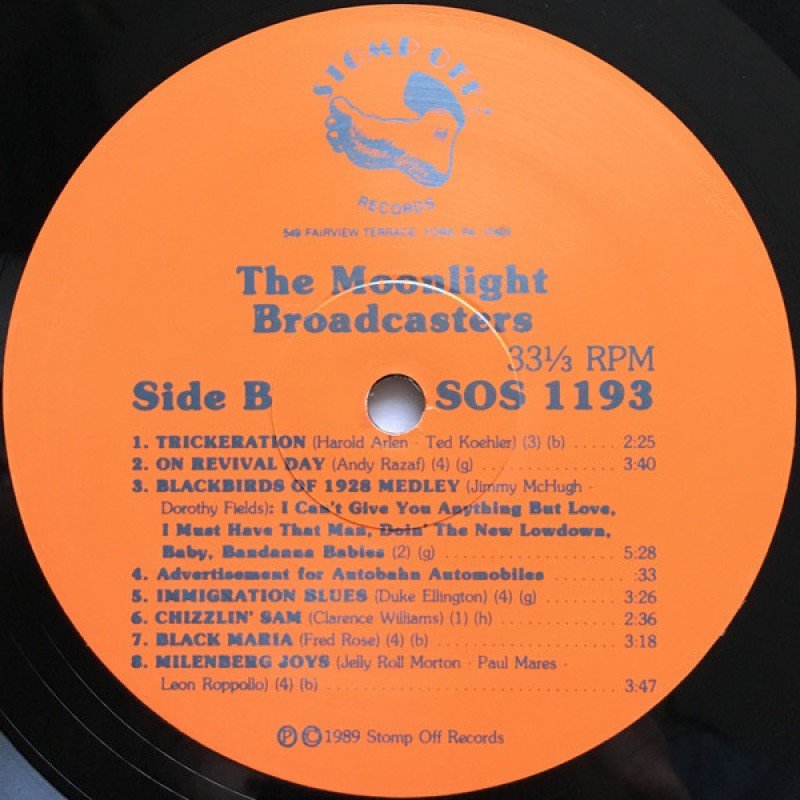 STOMP OFF
RECORDS
549 FAIRVIEW TERRACE, YORK, PA
The Moonlight
Broadcasters
33⅓ RPM
Side B SOS 1193
1. TRICKERATION (Harold Arlen · Ted Koehler) (3) (b) ..... 2:25
2. ON REVIVAL DAY (Andy Razaf) (4) (g) ..... 3:40
3. BLACKBIRDS OF 1928 MEDLEY (Jimmy McHugh ·
Dorothy Fields): I Can't Give You Anything But Love,
I Must Have That Man, Doin' The New Lowdown,
Baby, Bandanna Babies (2) (g) ..... 5:28
4. Advertisement for Autobahn Automobiles ..... :33
5. IMMIGRATION BLUES (Duke Ellington) (4) (g) ..... 3:26
6. CHIZZLIN' SAM (Clarence Williams) (1) (h) ..... 2:36
7. BLACK MARIA (Fred Rose) (4) (b) ..... 3:18
8. MILENBERG JOYS (Jelly Roll Morton · Paul Mares ·
Leon Roppollo) (4) (b) ..... 3:47
Ⓟ©1989 Stomp Off Records